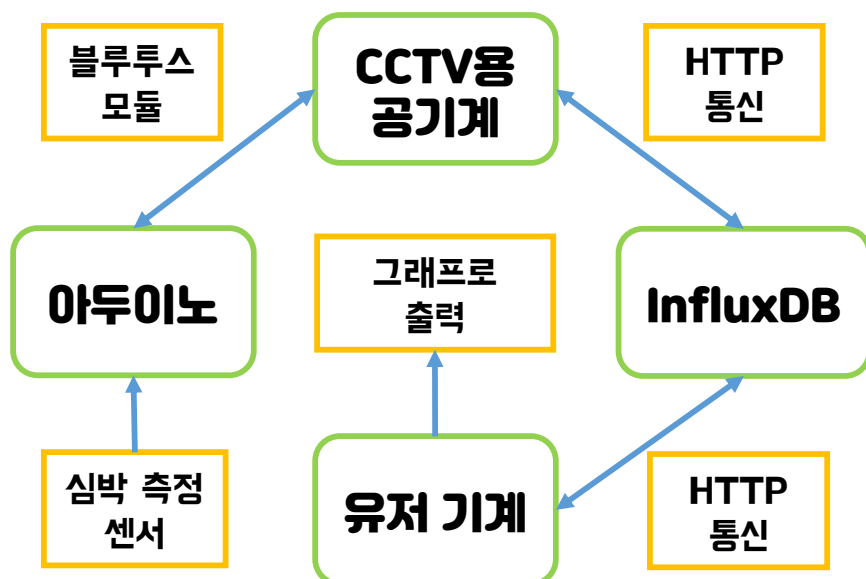 블루투스
모듈
CCTV용
공기계
HTTP
통신
아두이노
그래프로
출력
InfluxDB
심박 측정
센서
유저 기계
HTTP
통신